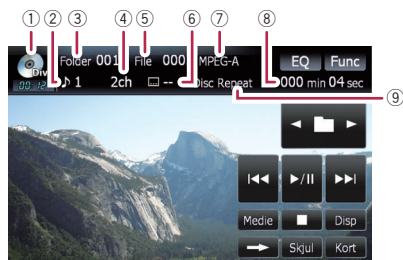 ① ② ③ ④ ⑤ ⑥ ⑦ ⑧
Folder 001 File 000 MPEG-A EQ Func
1 2ch -- Disc Repeat 000 min 04 sec
⑨
Medie Disp
Skjul Kort